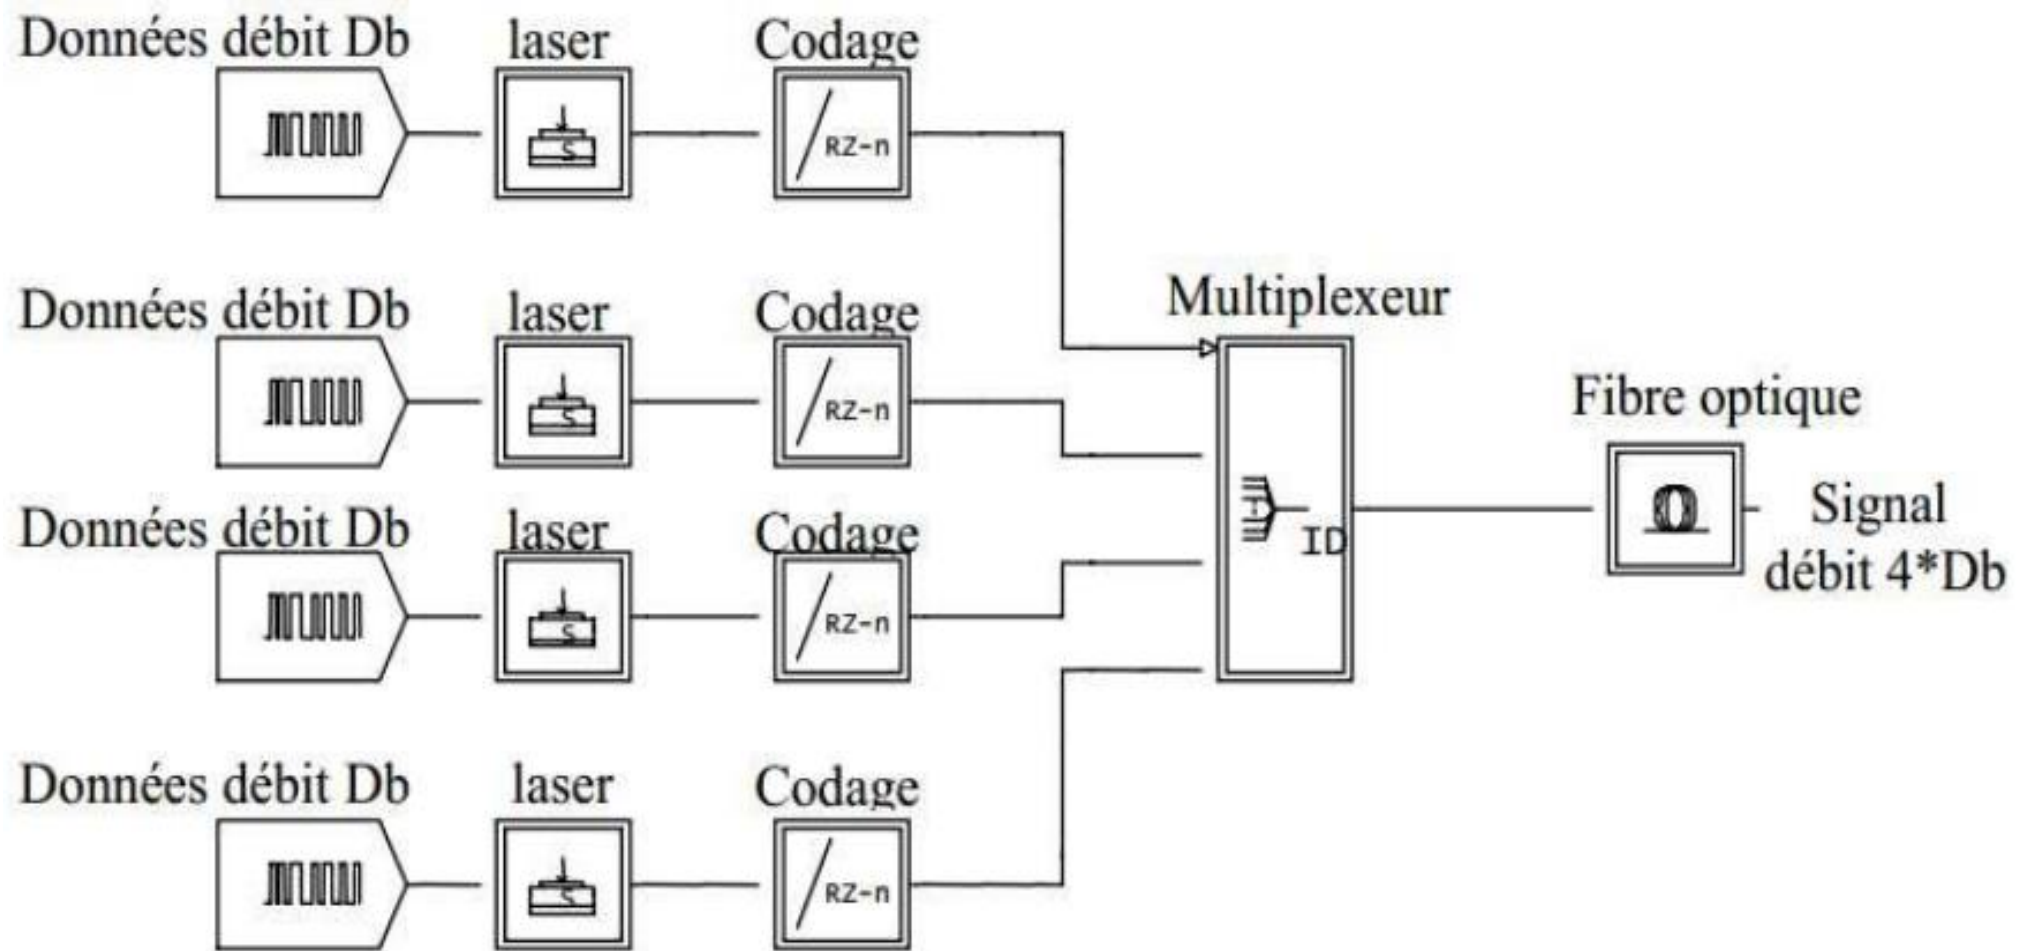 Données débit Db
laser
Codage
RZ-n
Données débit Db
laser
Codage
RZ-n
Multiplexeur
ID
Fibre optique
Signal
débit 4*Db
Données débit Db
laser
Codage
RZ-n
Données débit Db
laser
Codage
RZ-n